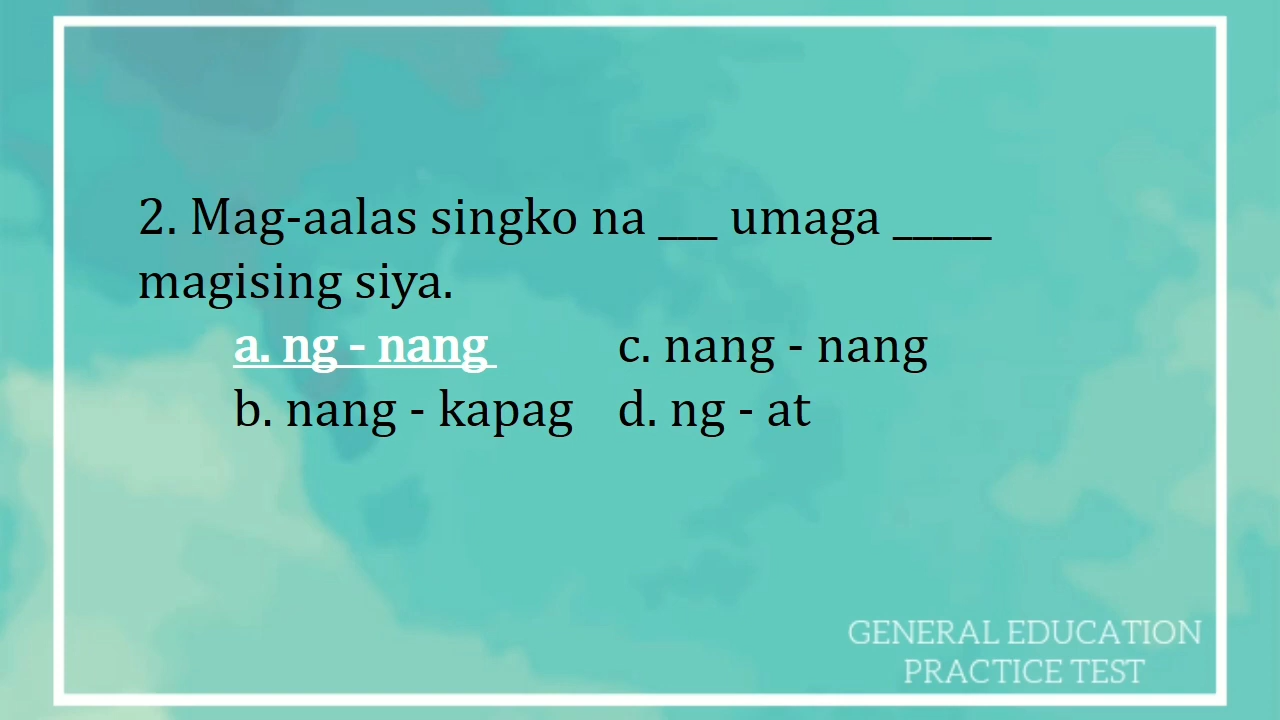 2. Mag-aalas singko na ___ umaga _____
magising siya.
a. ng - nang c. nang - nang
b. nang - kapag d. ng - at
GENERAL EDUCATION
PRACTICE TEST